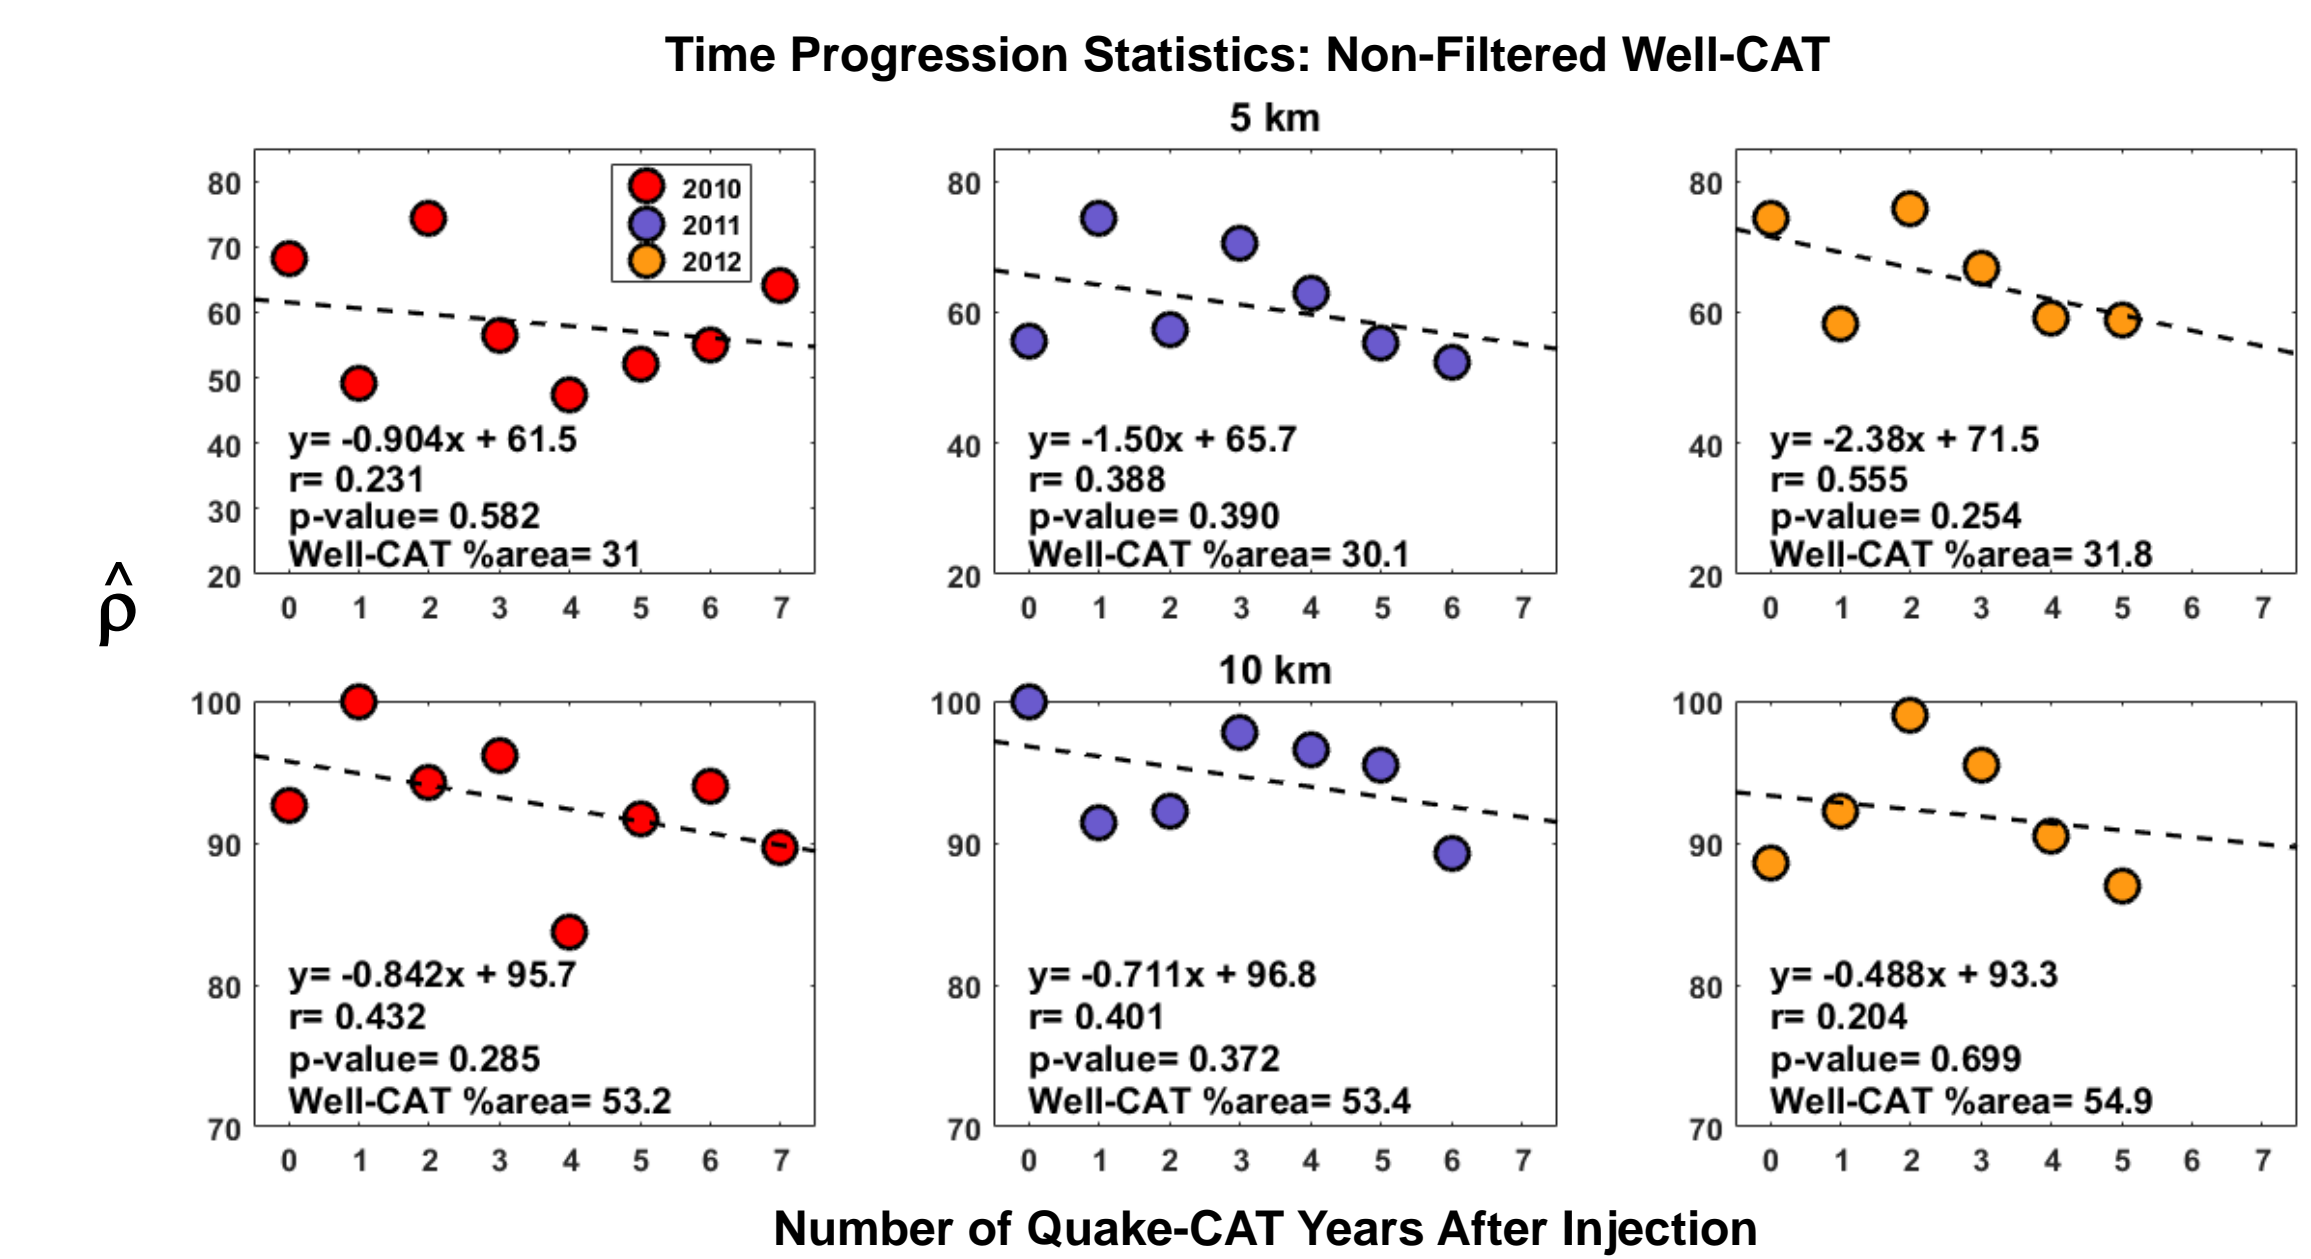 Time Progression Statistics: Non-Filtered Well-CAT
5 km
80
70
60
50
40
30
20
2010
2011
2012
y= -0.904x + 61.5
r= 0.231
p-value= 0.582
Well-CAT %area= 31
0 1 2 3 4 5 6 7
80
60
40
20
y= -1.50x + 65.7
r= 0.388
p-value= 0.390
Well-CAT %area= 30.1
0 1 2 3 4 5 6 7
80
60
40
20
y= -2.38x + 71.5
r= 0.555
p-value= 0.254
Well-CAT %area= 31.8
0 1 2 3 4 5 6 7
ρ̂
10 km
100
90
80
70
y= -0.842x + 95.7
r= 0.432
p-value= 0.285
Well-CAT %area= 53.2
0 1 2 3 4 5 6 7
100
90
80
70
y= -0.711x + 96.8
r= 0.401
p-value= 0.372
Well-CAT %area= 53.4
0 1 2 3 4 5 6 7
100
90
80
70
y= -0.488x + 93.3
r= 0.204
p-value= 0.699
Well-CAT %area= 54.9
0 1 2 3 4 5 6 7
Number of Quake-CAT Years After Injection